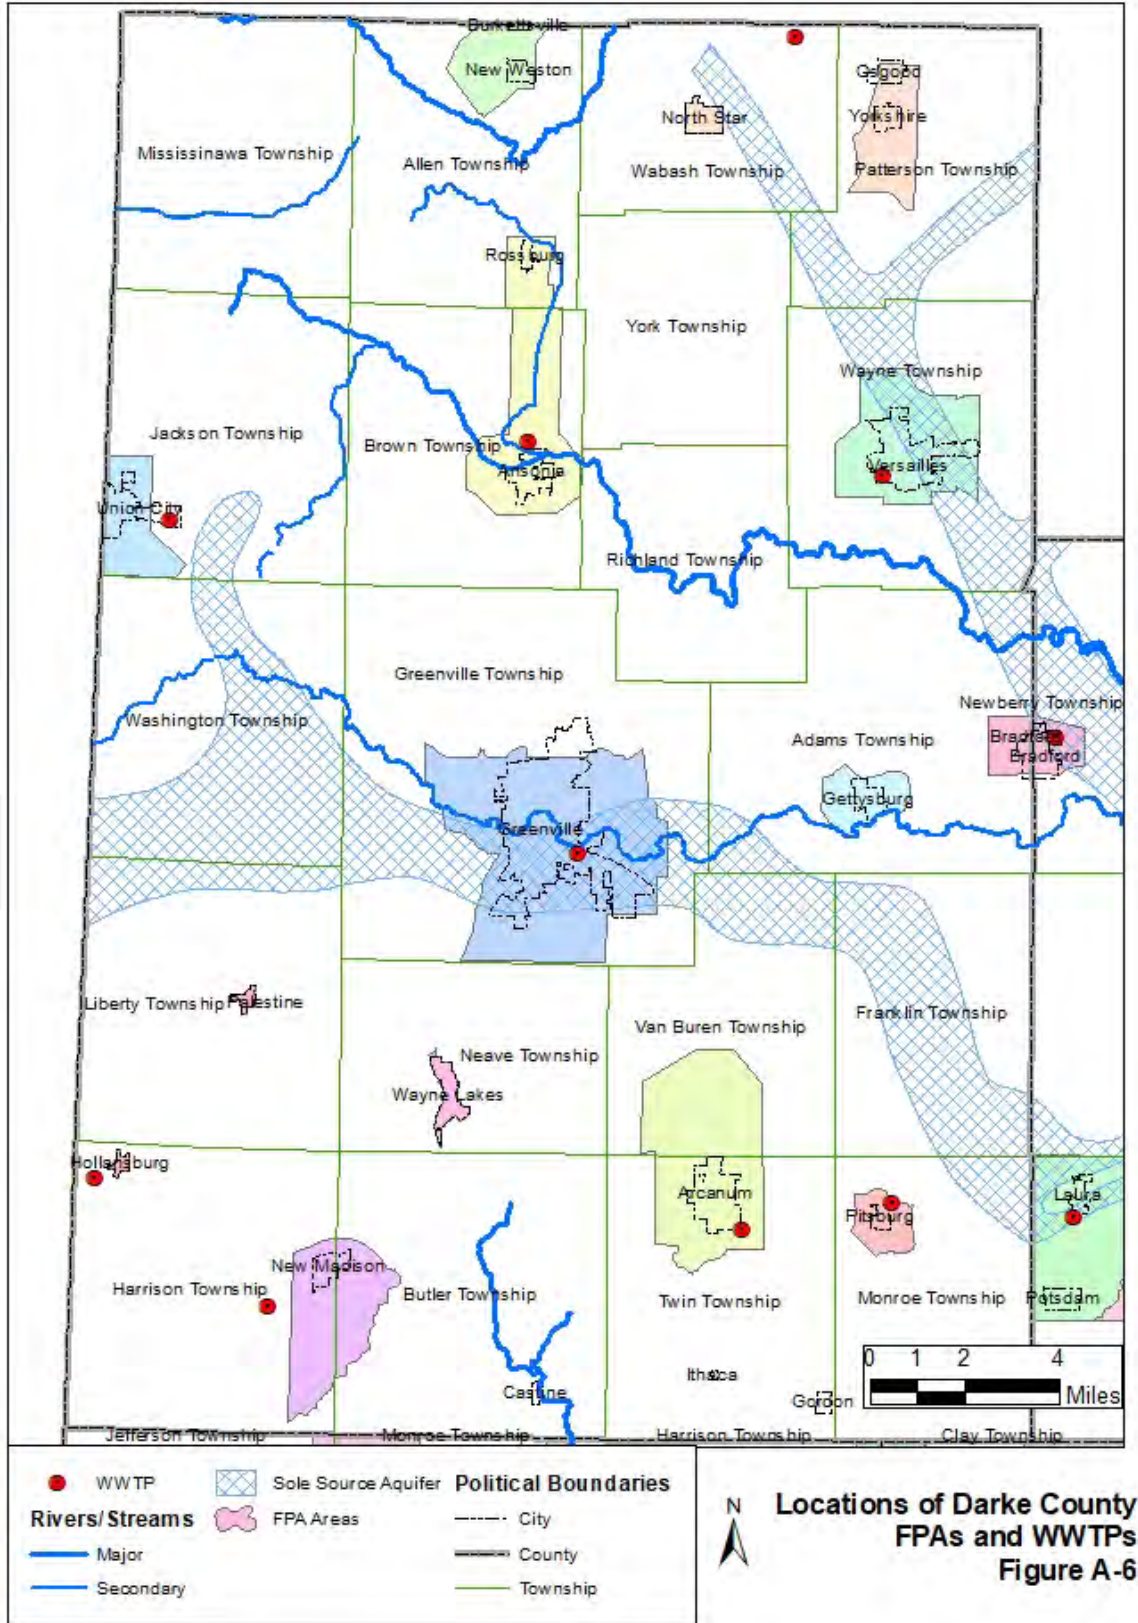 Burkettsville
New Weston
Osgood
North Star
Yorkshire
Mississinawa Township
Allen Township
Wabash Township
Patterson Township
Rossburg
York Township
Wayne Township
Jackson Township
Brown Township
Ansonia
Versailles
Union City
Richland Township
Greenville Township
Newberry Township
Washington Township
Adams Township
Bradford
Bradford
Gettysburg
Greenville
Liberty Township
Palestine
Van Buren Township
Franklin Township
Neave Township
Wayne Lakes
Hollansburg
Arcanum
Laura
Pitsburg
New Madison
Harrison Township
Butler Township
Twin Township
Monroe Township
Potsdam
0 1 2 4
Miles
Ithaca
Castine
Gordon
Jefferson Township
Monroe Township
Harrison Township
Clay Township
WWTP
Sole Source Aquifer
Political Boundaries
Rivers/Streams
FPA Areas
City
Major
County
Secondary
Township
N
Locations of Darke County
FPAs and WWTPs
Figure A-6